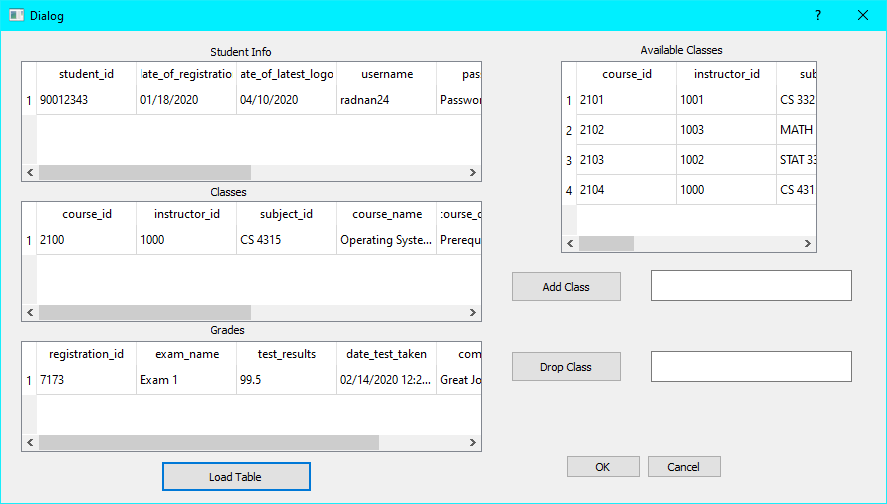 Dialog ?
Student Info
student_id ate_of_registratio ate_of_latest_logo username pas
1 90012343 01/18/2020 04/10/2020 radnan24 Passwor
Classes
course_id instructor_id subject_id course_name :ourse_c
1 2100 1000 CS 4315 Operating Syste... Prerequ
Grades
registration_id exam_name test_results date_test_taken com
1 7173 Exam 1 99.5 02/14/2020 12:2... Great Jo
Load Table
Available Classes
course_id instructor_id sub
1 2101 1001 CS 332
2 2102 1003 MATH
3 2103 1002 STAT 33
4 2104 1000 CS 431
Add Class
Drop Class
OK Cancel